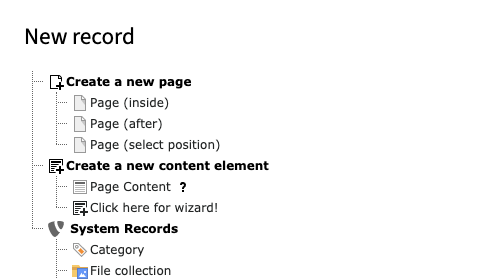 New record
Create a new page
Page (inside)
Page (after)
Page (select position)
Create a new content element
Page Content ?
Click here for wizard!
System Records
Category
File collection